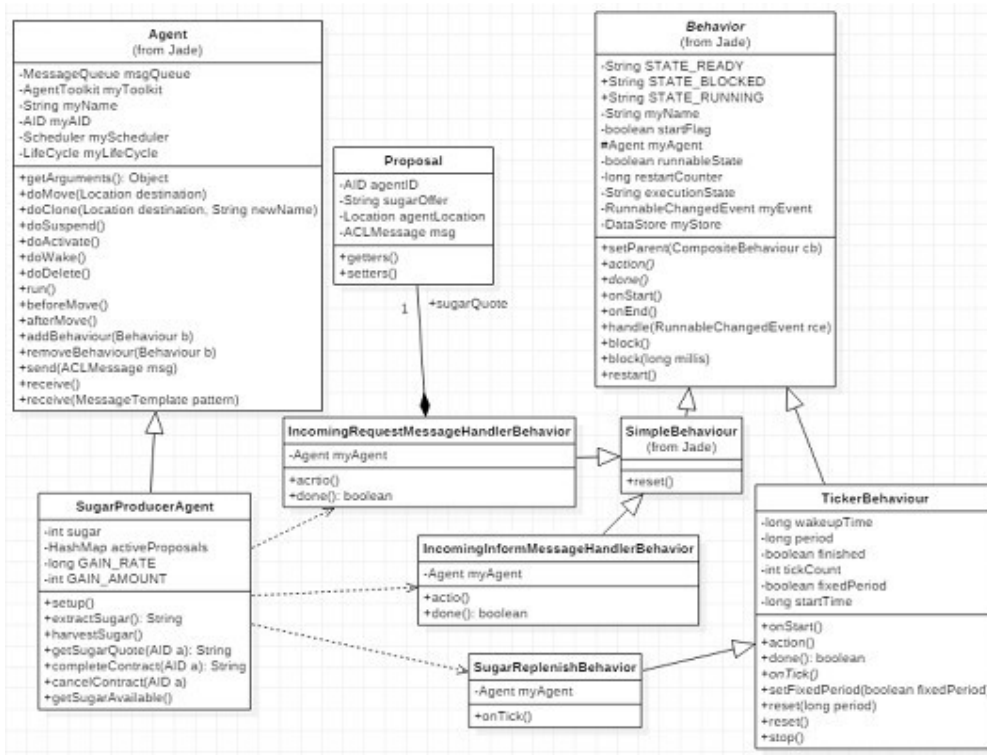 Agent
(from Jade)
-MessageQueue msgQueue
-AgentToolkit myToolkit
-String myName
-AID myAID
-Scheduler myScheduler
-LifeCycle myLifeCycle
+getArguments(): Object
+doMove(Location destination)
+doClone(Location destination, String newName)
+doSuspend()
+doActivate()
+doWake()
+doDelete()
+run()
+beforeMove()
+afterMove()
+addBehaviour(Behaviour b)
+removeBehaviour(Behaviour b)
+send(ACLMessage msg)
+receive()
+receive(MessageTemplate pattern)
Proposal
-AID agentID
-String sugarOffer
-Location agentLocation
-ACLMessage msg
+getters()
+setters()
1
+sugarQuote
Behavior
(from Jade)
-String STATE_READY
+String STATE_BLOCKED
+String STATE_RUNNING
-String myName
-boolean startFlag
#Agent myAgent
-boolean runnableState
-long restartCounter
-String executionState
-RunnableChangedEvent myEvent
-DataStore myStore
+setParent(CompositeBehaviour cb)
+action()
+done()
+onStart()
+onEnd()
+handle(RunnableChangedEvent rce)
+block()
+block(long millis)
+restart()
IncomingRequestMessageHandlerBehavior
-Agent myAgent
+acrtio()
+done(): boolean
SimpleBehaviour
(from Jade)
+reset()
SugarProducerAgent
-int sugar
-HashMap activeProposals
-long GAIN_RATE
-int GAIN_AMOUNT
+setup()
+extractSugar(): String
+harvestSugar()
+getSugarQuote(AID a): String
+completeContract(AID a): String
+cancelContract(AID a)
+getSugarAvailable()
IncomingInformMessageHandlerBehavior
-Agent myAgent
+actio()
+done(): boolean
SugarReplenishBehavior
-Agent myAgent
+onTick()
TickerBehaviour
-long wakeupTime
-long period
-boolean finished
-int tickCount
-boolean fixedPeriod
-long startTime
+onStart()
+action()
+done(): boolean
+onTick()
+setFixedPeriod(boolean fixedPeriod)
+reset(long period)
+reset()
+stop()